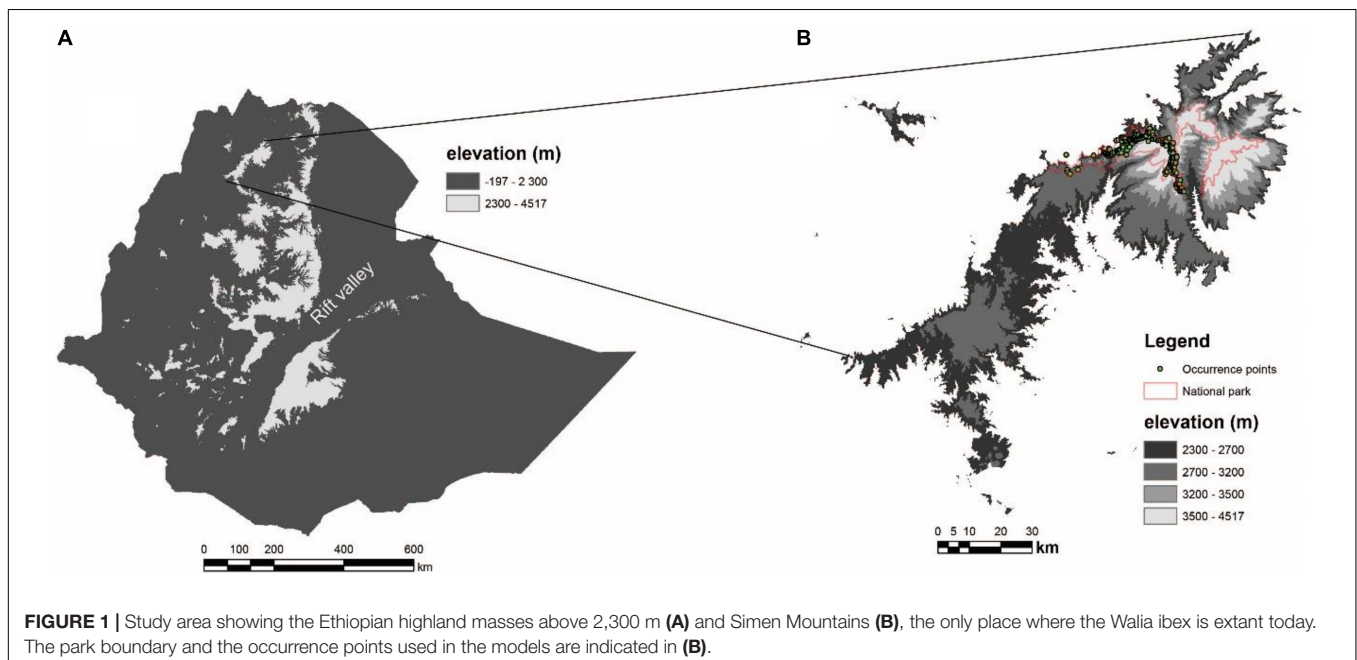 A
B
elevation (m)
-197 - 2 300
2300 - 4517
Rift valley
0 100 200 400 600
km
Legend
Occurrence points
National park
elevation (m)
2300 - 2700
2700 - 3200
3200 - 3500
3500 - 4517
0 5 10 20 30
km
FIGURE 1 | Study area showing the Ethiopian highland masses above 2,300 m (A) and Simen Mountains (B), the only place where the Walia ibex is extant today.
The park boundary and the occurrence points used in the models are indicated in (B).